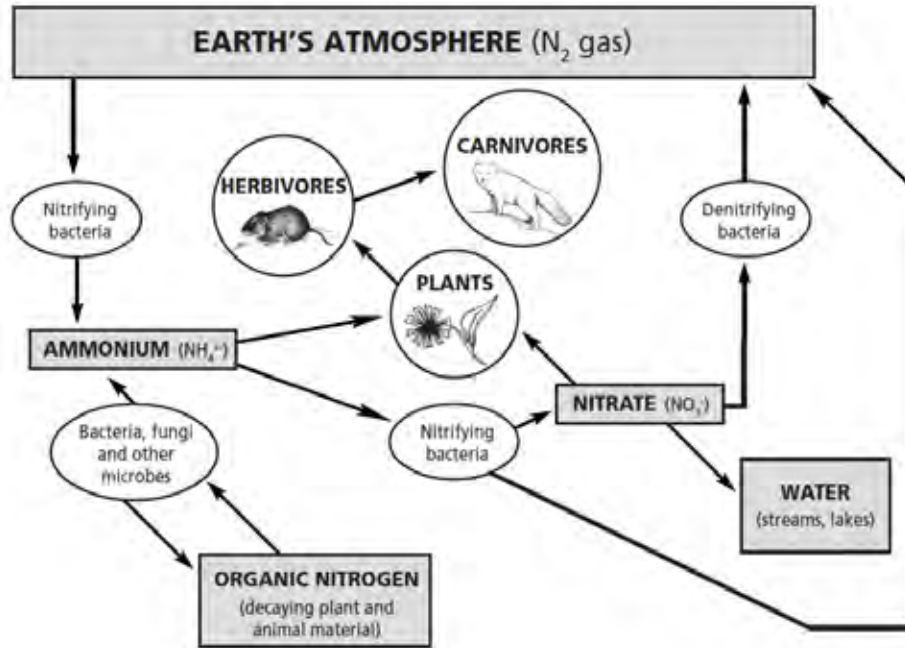 EARTH'S ATMOSPHERE (N₂ gas)
CARNIVORES
HERBIVORES
Nitrifying
bacteria
Denitrifying
bacteria
PLANTS
AMMONIUM (NH₄⁺)
NITRATE (NO₃⁻)
Bacteria, fungi
and other
microbes
Nitrifying
bacteria
WATER
(streams, lakes)
ORGANIC NITROGEN
(decaying plant and
animal material)